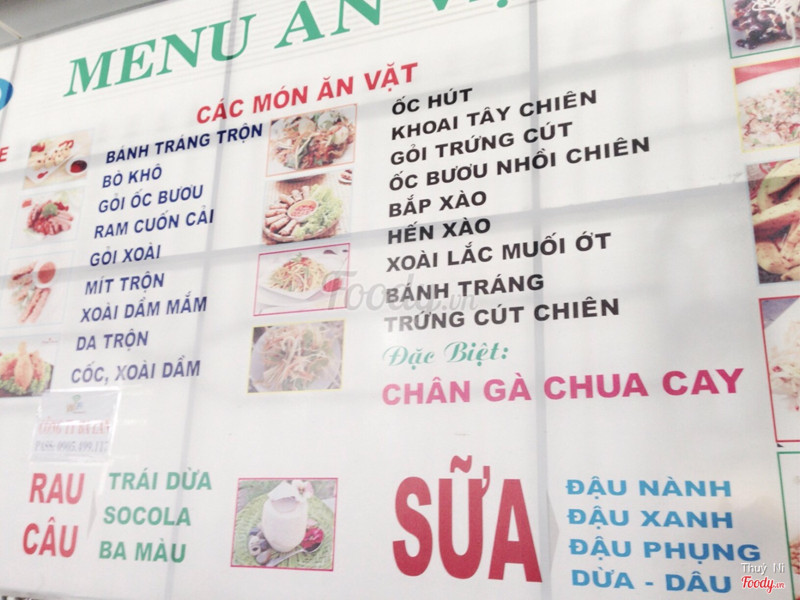 MENU ĂN VẶ
CÁC MÓN ĂN VẶT
BÁNH TRÁNG TRỘN
BÒ KHÔ
GỎI ỐC BƯƠU
RAM CUỐN CẢI
GỎI XOÀI
MÍT TRỘN
XOÀI DẦM MẮM
DA TRỘN
CỐC, XOÀI DẦM
ỐC HÚT
KHOAI TÂY CHIÊN
GỎI TRỨNG CÚT
ỐC BƯƠU NHỒI CHIÊN
BẮP XÀO
HẾN XÀO
XOÀI LẮC MUỐI ỚT
BÁNH TRÁNG
TRỨNG CÚT CHIÊN
Đặc Biệt:
CHÂN GÀ CHUA CAY
RAU
CÂU
TRÁI DỪA
SOCOLA
BA MÀU
SỮA
ĐẬU NÀNH
ĐẬU XANH
ĐẬU PHỤNG
DỪA - DÂU
Foody.vn
Thuý Ni
Foody.vn